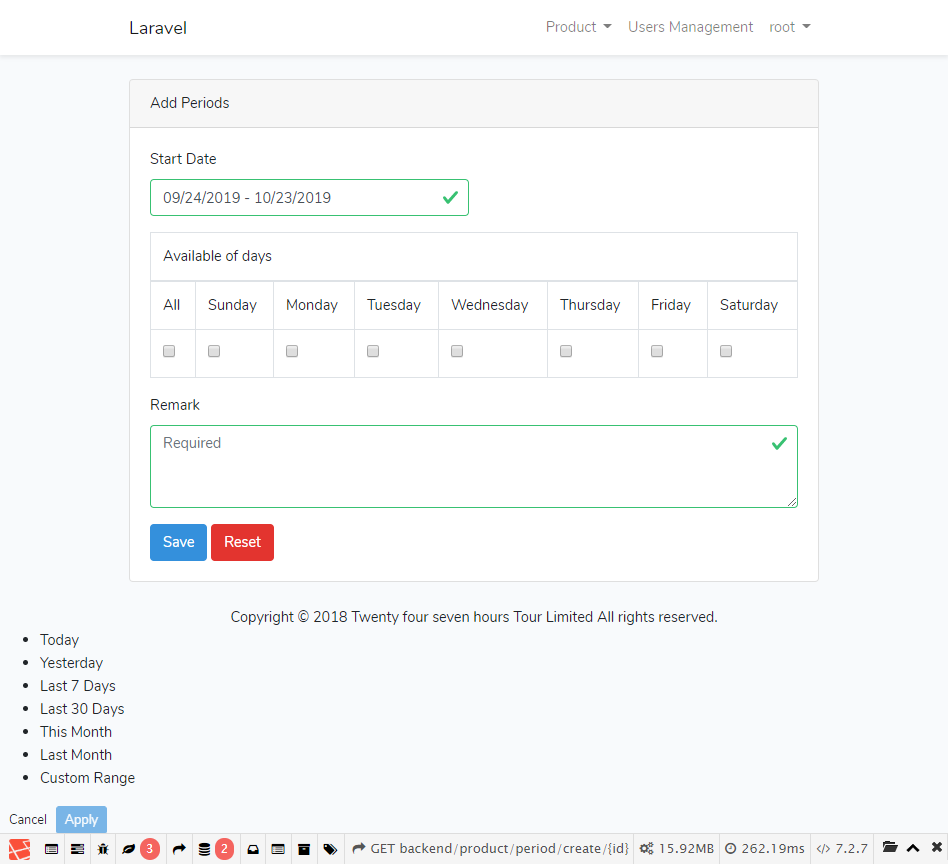 Laravel Product Users Management root
Add Periods
Start Date
09/24/2019 - 10/23/2019
Available of days
All Sunday Monday Tuesday Wednesday Thursday Friday Saturday
Remark
Required
Save Reset
Copyright © 2018 Twenty four seven hours Tour Limited All rights reserved.
Today
Yesterday
Last 7 Days
Last 30 Days
This Month
Last Month
Custom Range
Cancel Apply
3 2 GET backend/product/period/create/{id} 15.92MB 262.19ms 7.2.7